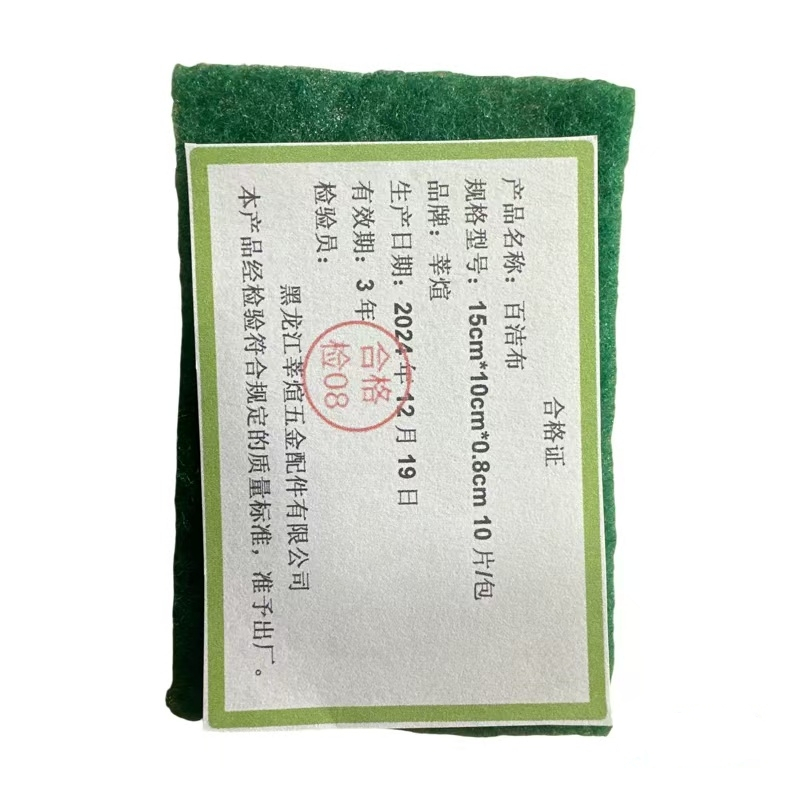 合格证
产品名称：百洁布
规格型号：15cm*10cm*0.8cm 10片/包
品牌：莘煊
生产日期：2024年12月19日
有效期：3年
检验员：
合格
检08
黑龙江莘煊五金配件有限公司
本产品经检验符合规定的质量标准，准予出厂。